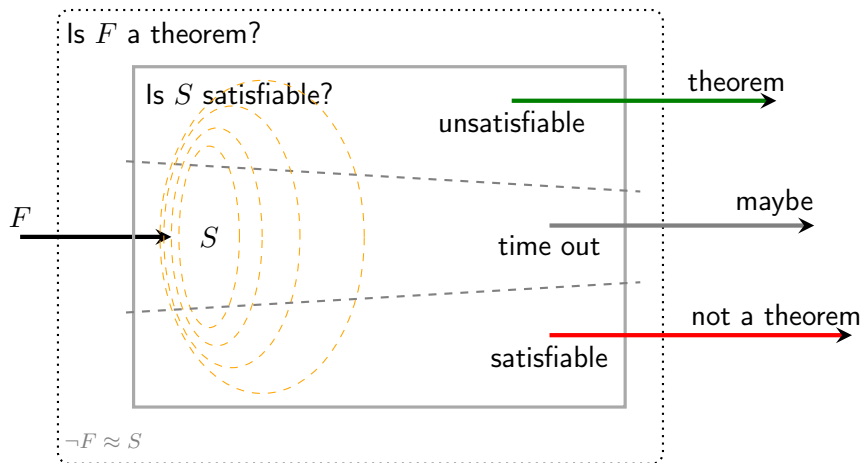 Is F a theorem?
Is S satisfiable?
theorem
unsatisfiable
maybe
F
S
time out
not a theorem
satisfiable
¬F ≈ S